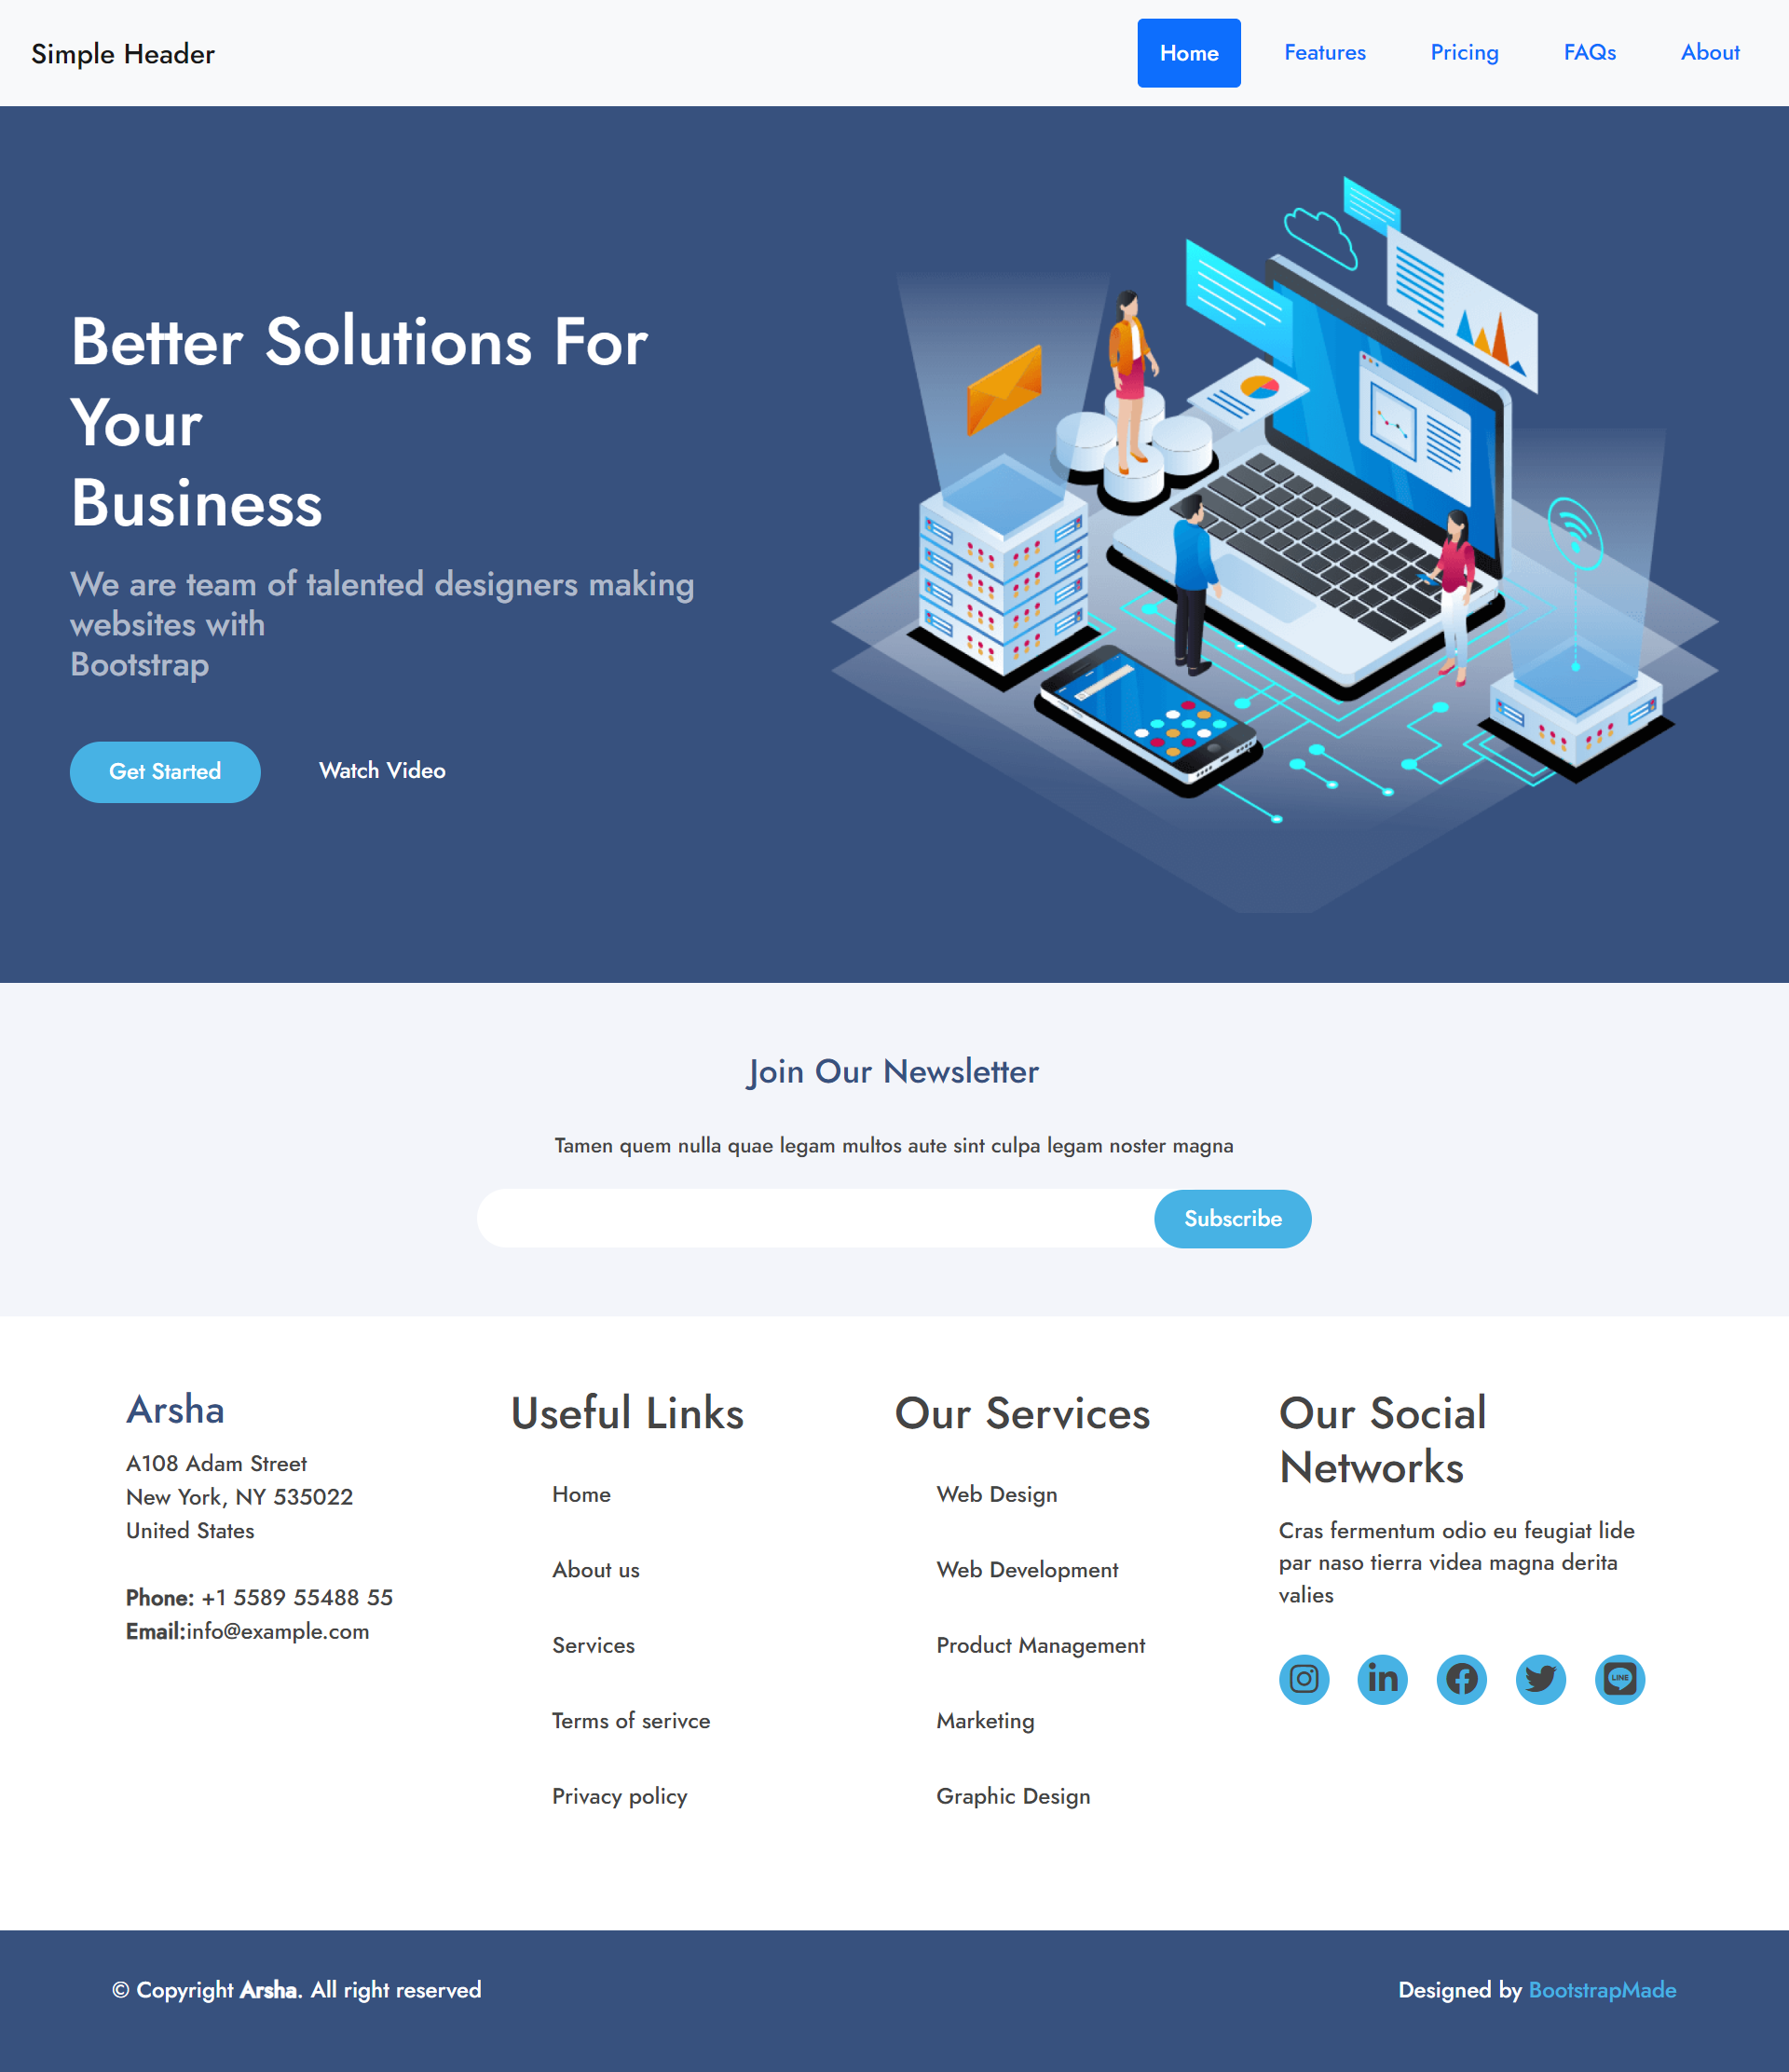 Simple Header
Home
Features
Pricing
FAQs
About
Better Solutions For
Your
Business
We are team of talented designers making
websites with
Bootstrap
Get Started
Watch Video
Join Our Newsletter
Tamen quem nulla quae legam multos aute sint culpa legam noster magna
Subscribe
Arsha
A108 Adam Street
New York, NY 535022
United States
Phone: +1 5589 55488 55
Email:info@example.com
Useful Links
Home
About us
Services
Terms of serivce
Privacy policy
Our Services
Web Design
Web Development
Product Management
Marketing
Graphic Design
Our Social
Networks
Cras fermentum odio eu feugiat lide
par naso tierra videa magna derita
valies
in
LINE
© Copyright Arsha. All right reserved
Designed by BootstrapMade